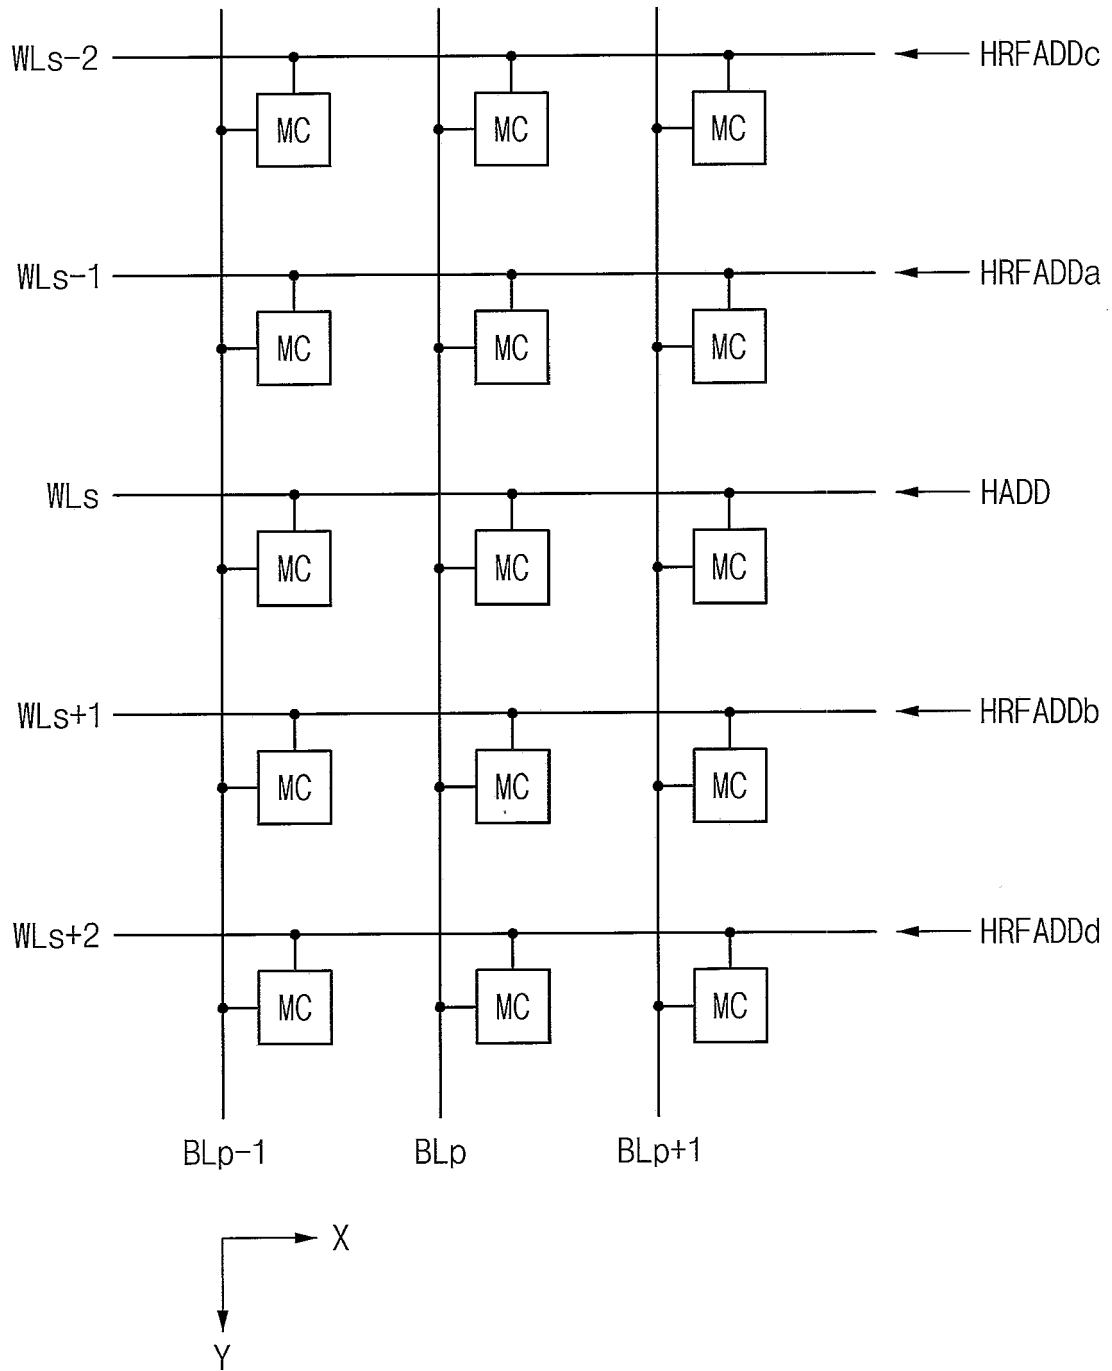 WLs-2 HRFADDc
MC MC MC
WLs-1 HRFADDa
MC MC MC
WLs HADD
MC MC MC
WLs+1 HRFADDb
MC MC MC
WLs+2 HRFADDd
MC MC MC
BLp-1 BLp BLp+1
X
Y